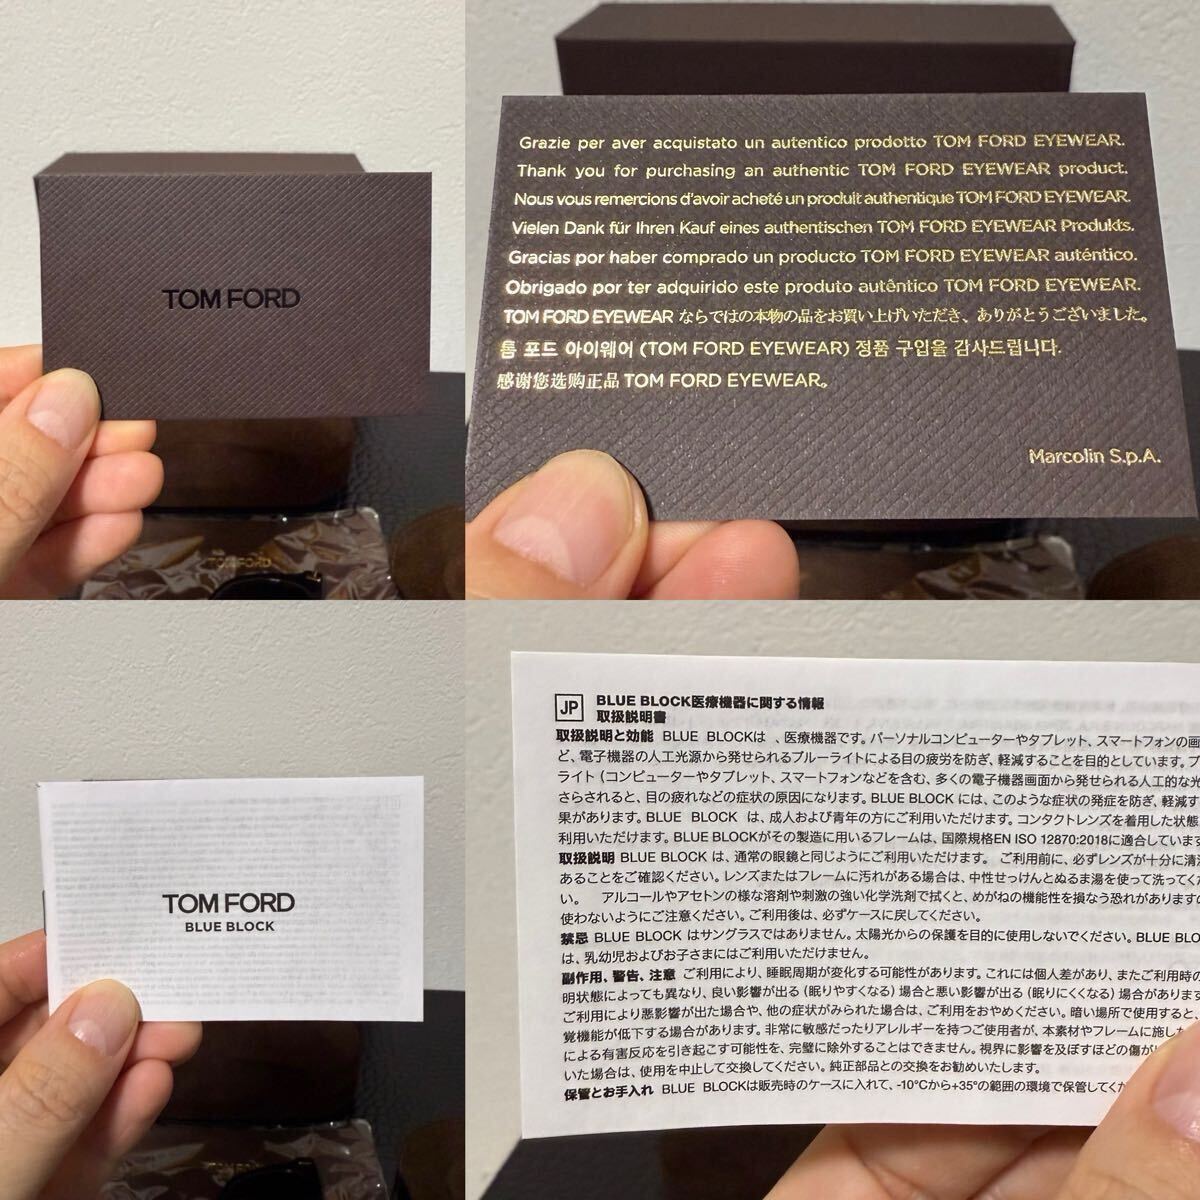 TOM FORD
Grazie per aver acquistato un autentico prodotto TOM FORD EYEWEAR.
Thank you for purchasing an authentic TOM FORD EYEWEAR product.
Nous vous remercions d'avoir acheté un produit authentique TOM FORD EYEWEAR.
Vielen Dank für Ihren Kauf eines authentischen TOM FORD EYEWEAR Produkts.
Gracias por haber comprado un producto TOM FORD EYEWEAR auténtico.
Obrigado por ter adquirido este produto autêntico TOM FORD EYEWEAR.
TOM FORD EYEWEAR ならではの本物の品をお買い上げいただき、ありがとうございました。
톰 포드 아이웨어 (TOM FORD EYEWEAR) 정품 구입을 감사드립니다.
感谢您选购正品 TOM FORD EYEWEAR。
Marcolin S.p.A.
TOM FORD
TOM FORD
BLUE BLOCK
TOM FORD
JP BLUE BLOCK医療機器に関する情報
取扱説明書
取扱説明と効能 BLUE BLOCKは 、医療機器です。パーソナルコンピューターやタブレット、スマートフォンの画
ど、電子機器の人工光源から発せられるブルーライトによる目の疲労を防ぎ、軽減することを目的としています。ブ
ライト (コンピューターやタブレット、スマートフォンなどを含む、多くの電子機器画面から発せられる人工的な光
さらされると、目の疲れなどの症状の原因になります。BLUE BLOCK には、このような症状の発症を防ぎ、軽減す
果があります。BLUE BLOCK は、成人および青年の方にご利用いただけます。コンタクトレンズを着用した状態
利用いただけます。BLUE BLOCKがその製造に用いるフレームは、国際規格EN ISO 12870:2018に適合しています
取扱説明 BLUE BLOCK は、通常の眼鏡と同じようにご利用いただけます。 ご利用前に、必ずレンズが十分に清
あることをご確認ください。レンズまたはフレームに汚れがある場合は、中性せっけんとぬるま湯を使って洗ってくだ
い。 アルコールやアセトンの様な溶剤や刺激の強い化学洗剤で拭くと、めがねの機能性を損なう恐れがありますの
使わないようにご注意ください。ご利用後は、必ずケースに戻してください。
禁忌 BLUE BLOCK はサングラスではありません。太陽光からの保護を目的に使用しないでください。BLUE BLO
は、乳幼児およびお子さまにはご利用いただけません。
副作用、警告、注意 ご利用により、睡眠周期が変化する可能性があります。これには個人差があり、またご利用時の
明状態によっても異なり、良い影響が出る (眠りやすくなる) 場合と悪い影響が出る (眠りにくくなる) 場合があります
ご利用により悪影響が出た場合や、他の症状がみられた場合は、ご利用をおやめください。暗い場所で使用すると、
覚機能が低下する場合があります。非常に敏感だったりアレルギーを持つご使用者が、本素材やフレームに施した
による有害反応を引き起こす可能性を、完璧に除外することはできません。視界に影響を及ぼすほどの傷が
いた場合は、使用を中止して交換してください。純正部品との交換をお勧めいたします。
保管とお手入れ BLUE BLOCKは販売時のケースに入れて、-10°Cから+35°の範囲の環境で保管してくだ